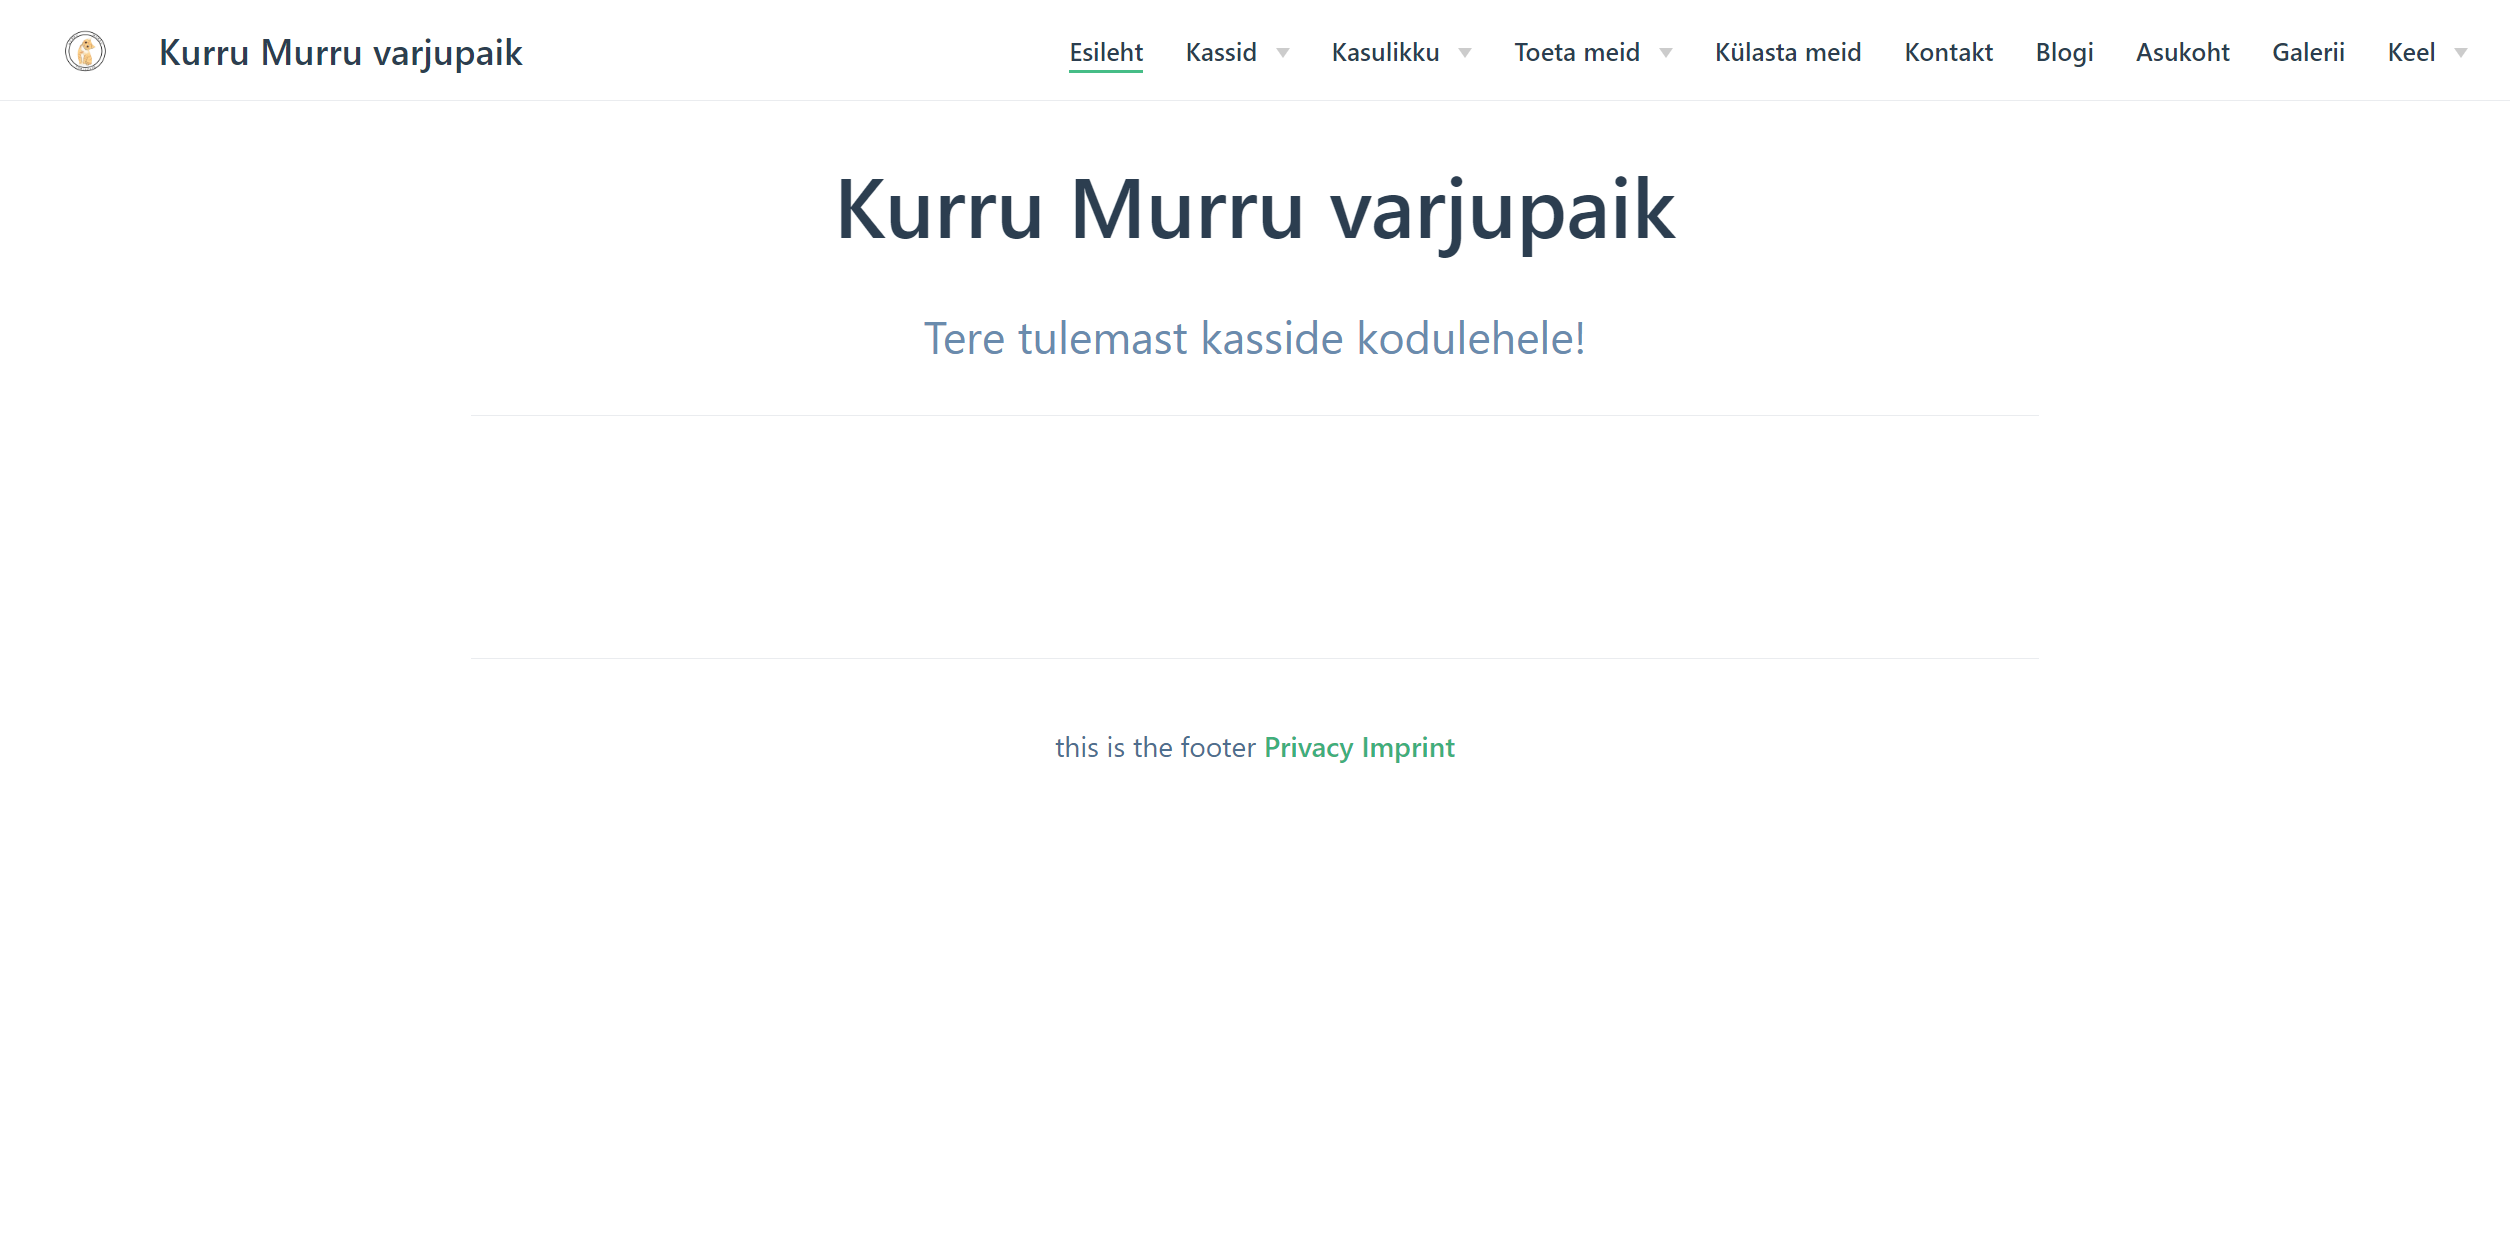 Kurru Murru varjupaik
Esileht Kassid Kasulikku Toeta meid Külasta meid Kontakt Blogi Asukoht Galerii Keel
Kurru Murru varjupaik
Tere tulemast kasside kodulehele!
this is the footer Privacy Imprint